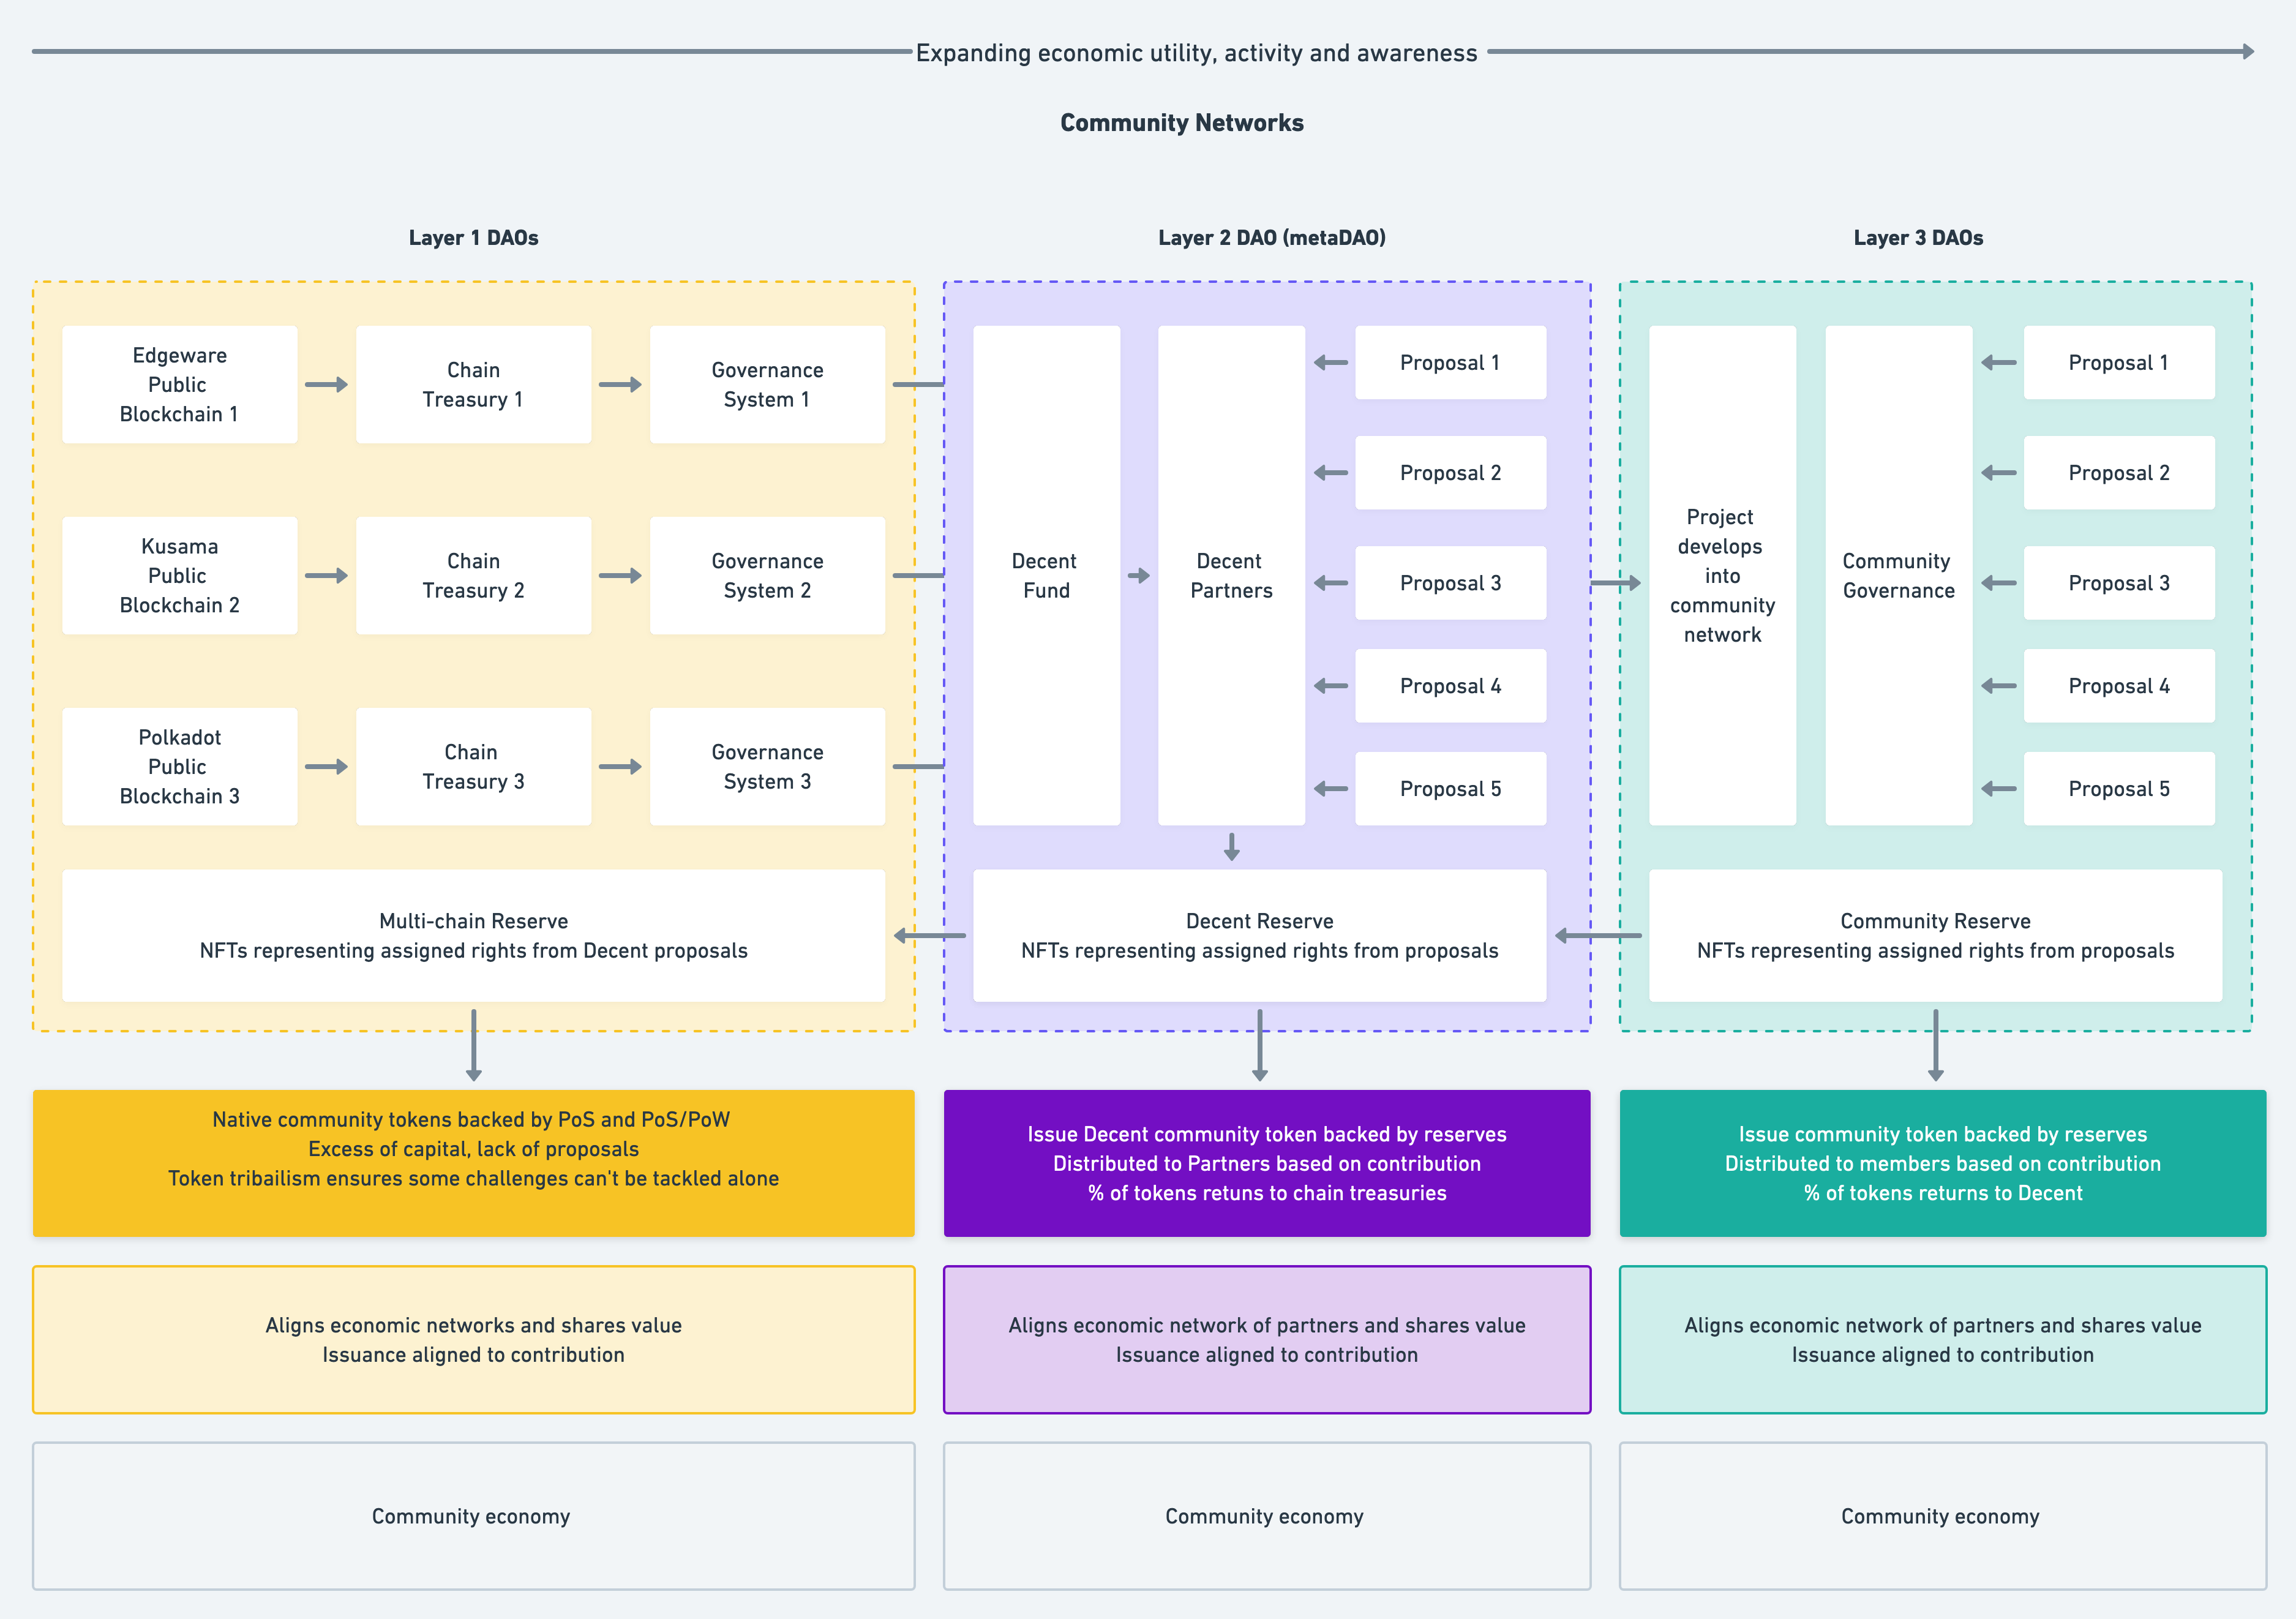 Expanding economic utility, activity and awareness
Community Networks
Layer 1 DAOs
Edgeware
Public
Blockchain 1
Chain
Treasury 1
Governance
System 1
Kusama
Public
Blockchain 2
Chain
Treasury 2
Governance
System 2
Polkadot
Public
Blockchain 3
Chain
Treasury 3
Governance
System 3
Multi-chain Reserve
NFTs representing assigned rights from Decent proposals
Layer 2 DAO (metaDAO)
Decent
Fund
Decent
Partners
Proposal 1
Proposal 2
Proposal 3
Proposal 4
Proposal 5
Decent Reserve
NFTs representing assigned rights from proposals
Layer 3 DAOs
Project
develops
into
community
network
Community
Governance
Proposal 1
Proposal 2
Proposal 3
Proposal 4
Proposal 5
Community Reserve
NFTs representing assigned rights from proposals
Native community tokens backed by PoS and PoS/PoW
Excess of capital, lack of proposals
Token tribailism ensures some challenges can't be tackled alone
Issue Decent community token backed by reserves
Distributed to Partners based on contribution
% of tokens retuns to chain treasuries
Issue community token backed by reserves
Distributed to members based on contribution
% of tokens returns to Decent
Aligns economic networks and shares value
Issuance aligned to contribution
Aligns economic network of partners and shares value
Issuance aligned to contribution
Aligns economic network of partners and shares value
Issuance aligned to contribution
Community economy
Community economy
Community economy